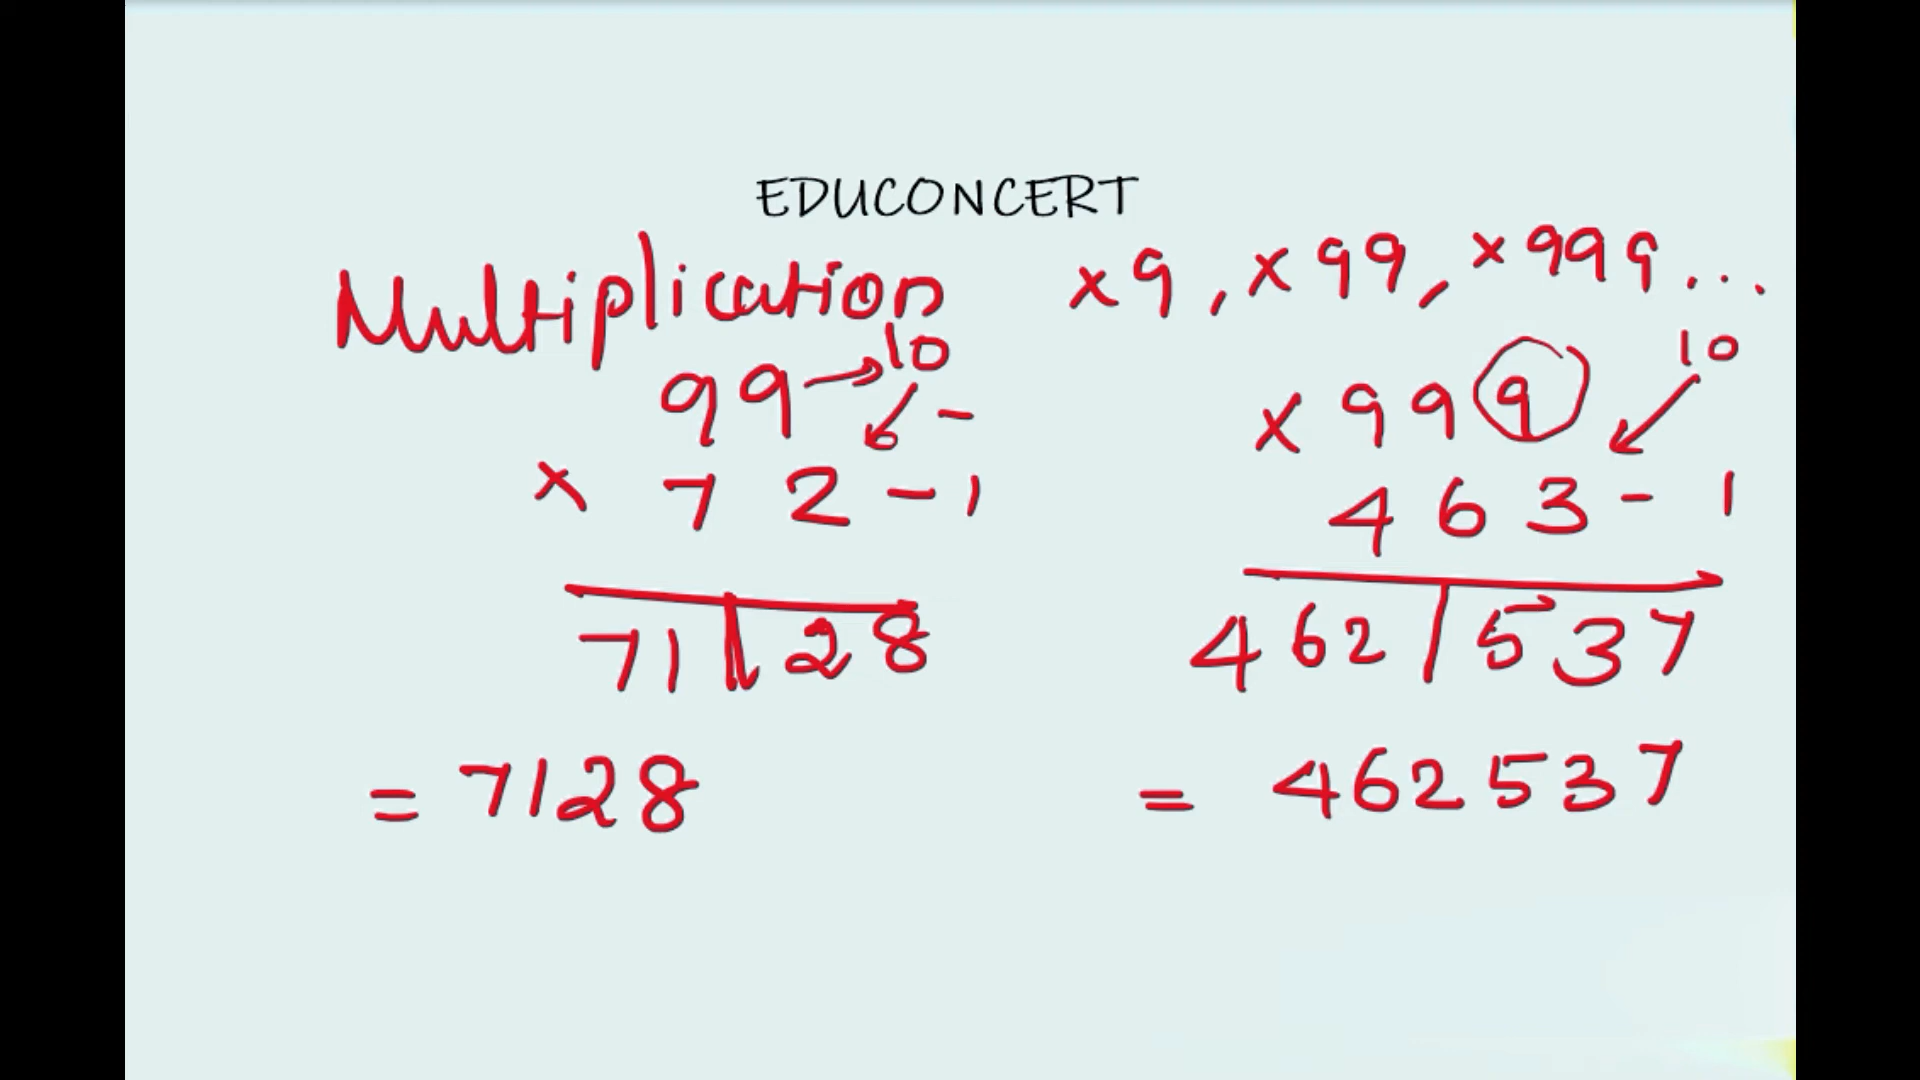 EDUCONCERT
Multiplication ×9, ×99, ×999...
99 → 10 -
× 72 - 1
71 | 28
= 7128
10
× 999
463 - 1
462 | 537
= 462537